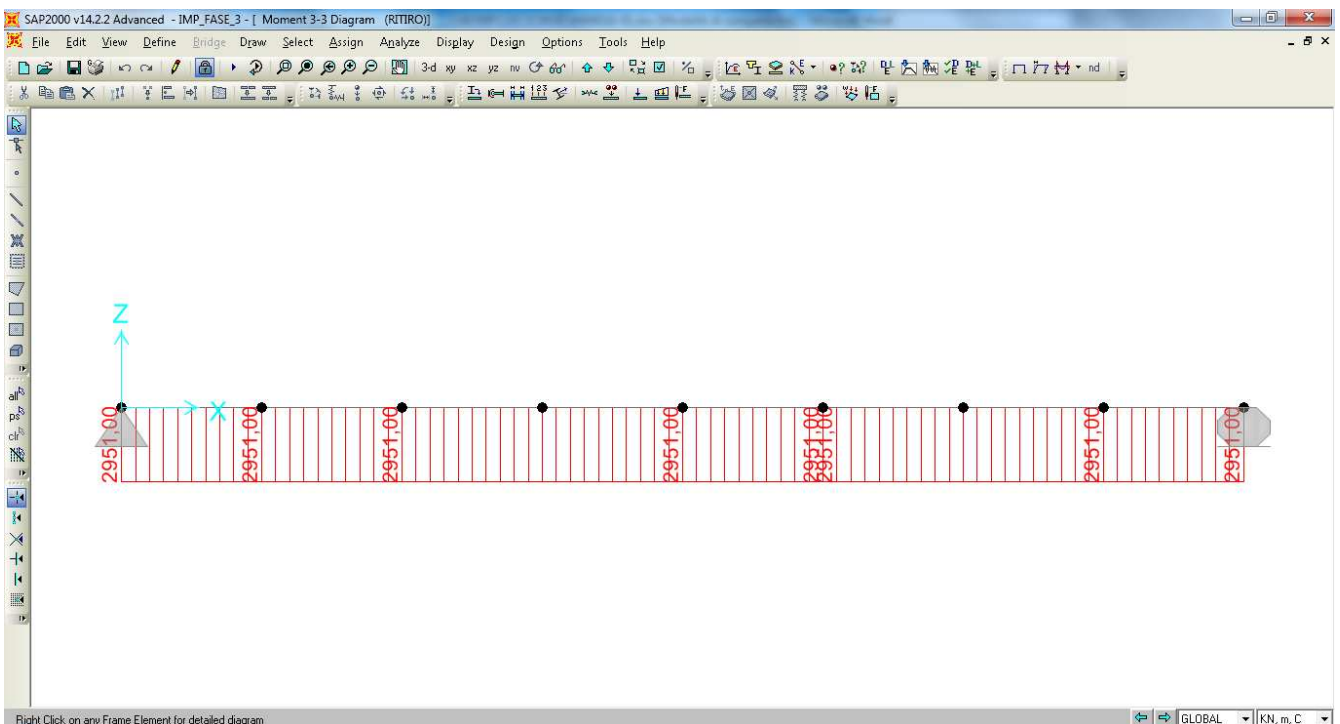 SAP2000 v14.2.2 Advanced - IMP_FASE_3 - [ Moment 3-3 Diagram (RITIRO)]
File Edit View Define Bridge Draw Select Assign Analyze Display Design Options Tools Help
3-d xy xz yz nv
nd
all
ps
clr
Z
X
2951,00
2951,00
2951,00
2951,00
2951,00
2951,00
2951,00
2951,00
Right Click on any Frame Element for detailed diagram
GLOBAL KN, m, C